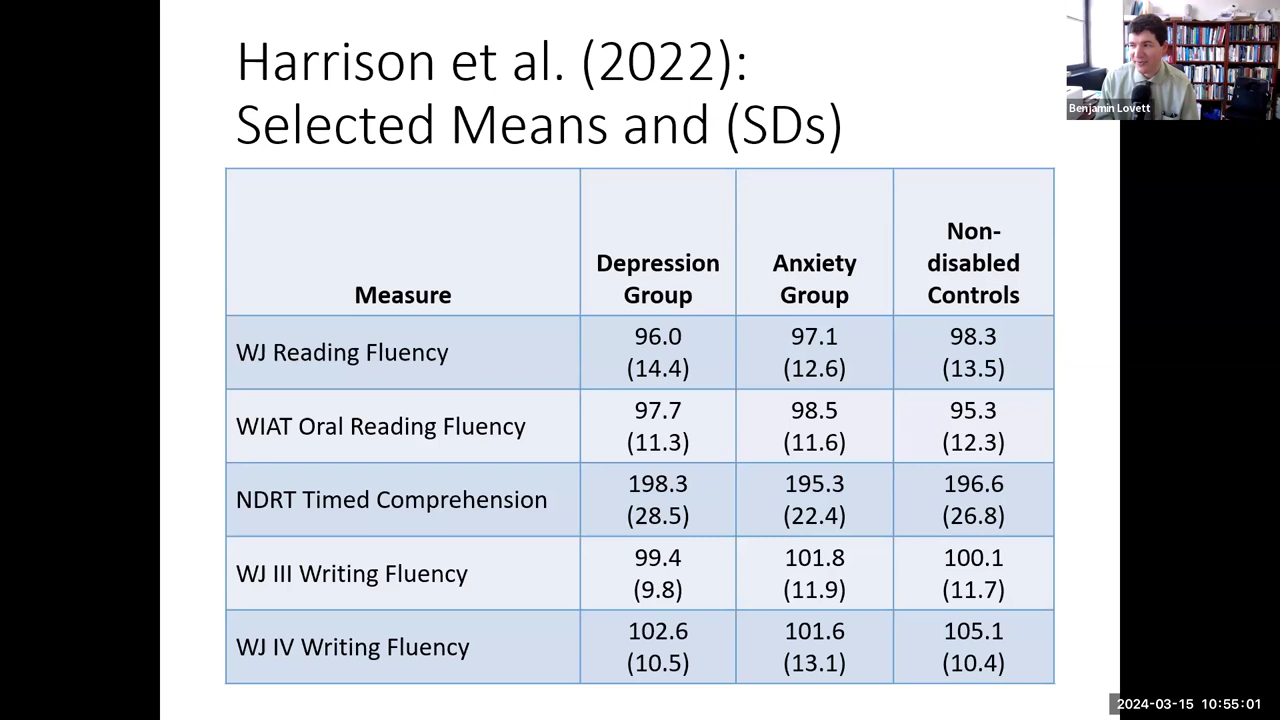 Harrison et al. (2022):
Selected Means and (SDs)
Benjamin Lovett
Measure
Depression
Group
Anxiety
Group
Non-
disabled
Controls
WJ Reading Fluency
96.0
(14.4)
97.1
(12.6)
98.3
(13.5)
WIAT Oral Reading Fluency
97.7
(11.3)
98.5
(11.6)
95.3
(12.3)
NDRT Timed Comprehension
198.3
(28.5)
195.3
(22.4)
196.6
(26.8)
WJ III Writing Fluency
99.4
(9.8)
101.8
(11.9)
100.1
(11.7)
WJ IV Writing Fluency
102.6
(10.5)
101.6
(13.1)
105.1
(10.4)
2024-03-15 10:55:01